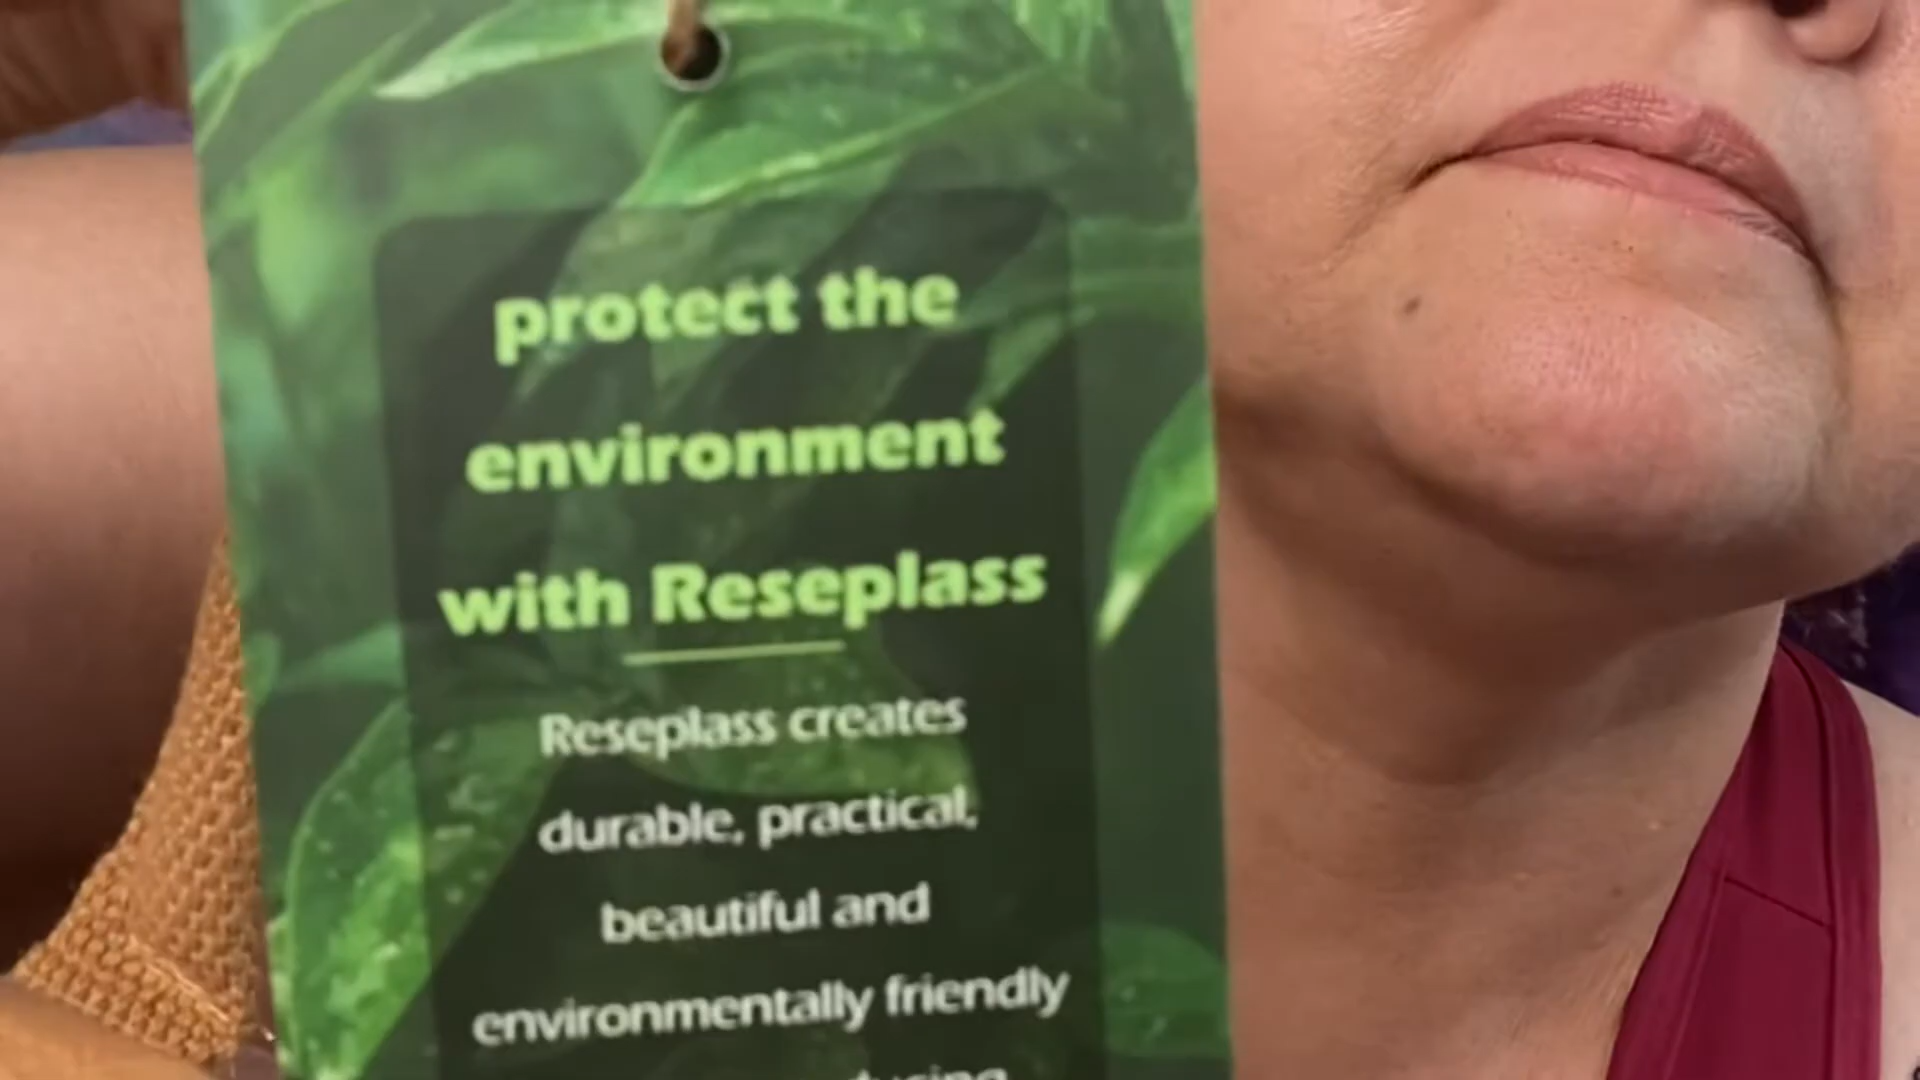 protect the
environment
with Reseplass
Reseplass creates
durable, practical,
beautiful and
environmentally friendly